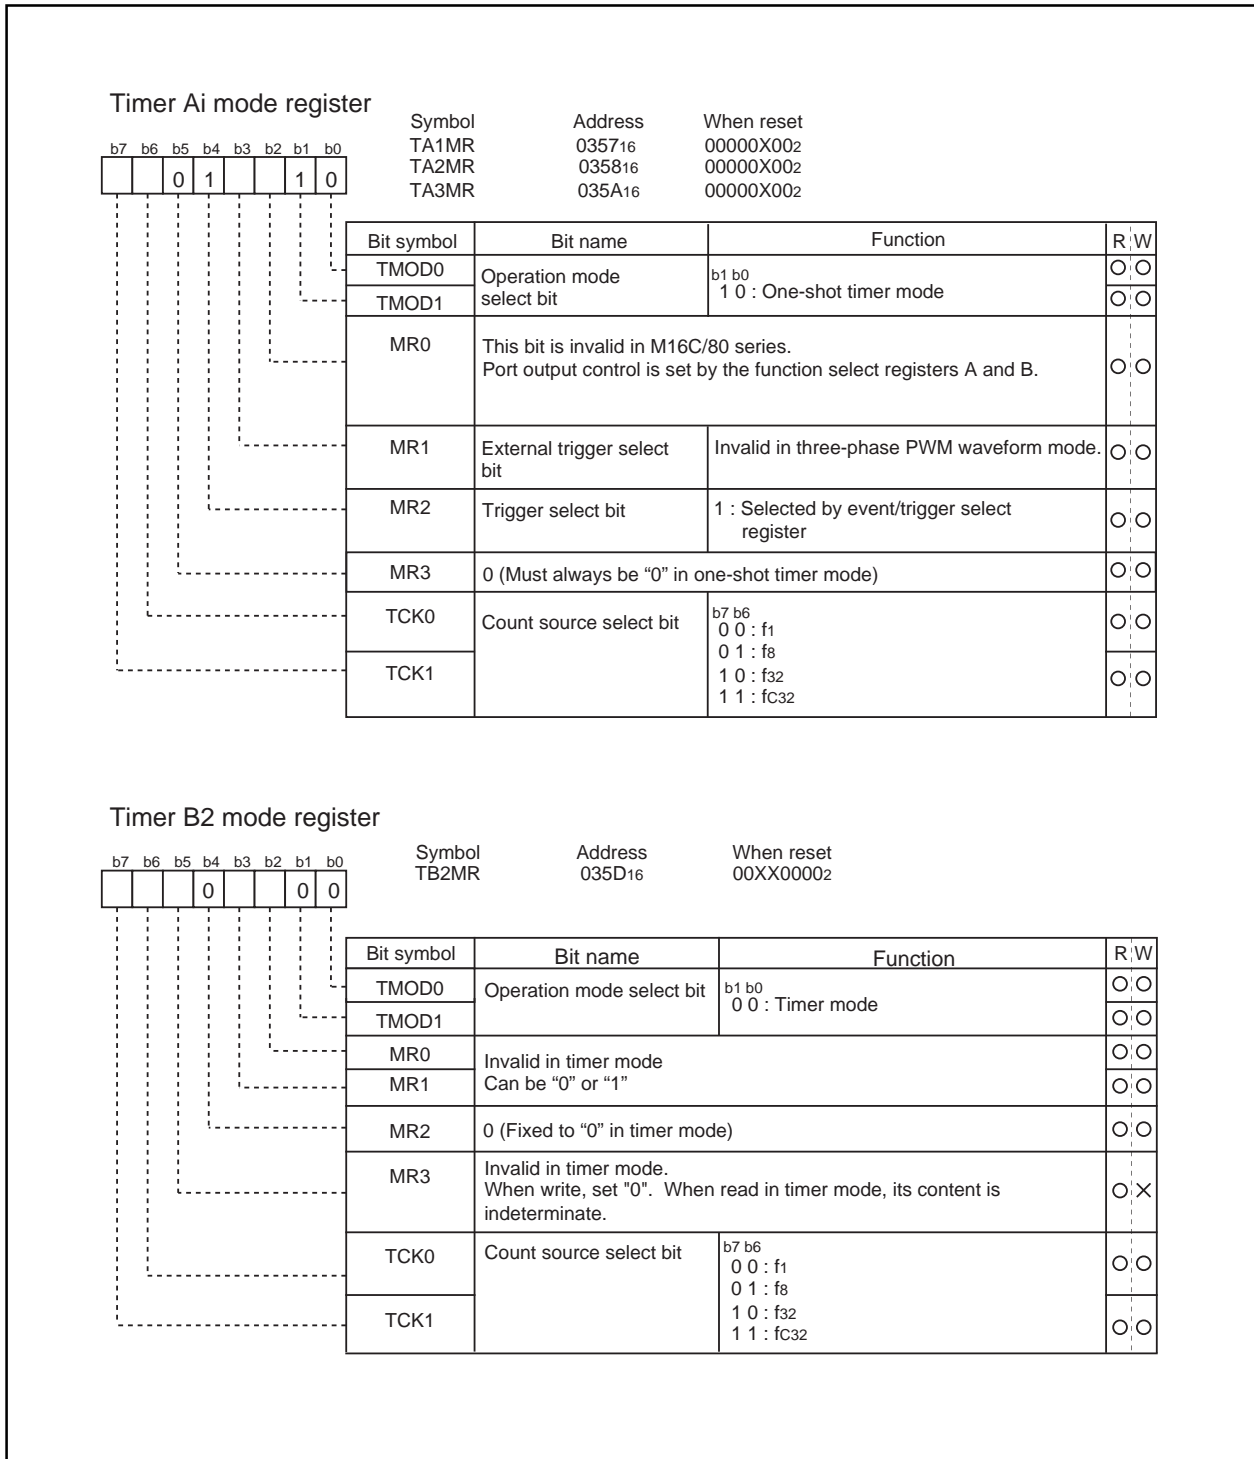 Timer Ai mode register
Symbol Address When reset
TA1MR 035716 00000X002
TA2MR 035816 00000X002
TA3MR 035A16 00000X002
b7 b6 b5 b4 b3 b2 b1 b0
0 1 1 0
Bit symbol Bit name Function R W
TMOD0 Operation mode select bit b1 b0
TMOD1 1 0 : One-shot timer mode
MR0 This bit is invalid in M16C/80 series.
Port output control is set by the function select registers A and B.
MR1 External trigger select bit Invalid in three-phase PWM waveform mode.
MR2 Trigger select bit 1 : Selected by event/trigger select
register
MR3 0 (Must always be “0” in one-shot timer mode)
TCK0 Count source select bit b7 b6
0 0 : f1
0 1 : f8
TCK1 1 0 : f32
1 1 : fC32
Timer B2 mode register
Symbol Address When reset
TB2MR 035D16 00XX00002
b7 b6 b5 b4 b3 b2 b1 b0
0 0 0
Bit symbol Bit name Function R W
TMOD0 Operation mode select bit b1 b0
0 0 : Timer mode
TMOD1
MR0 Invalid in timer mode
MR1 Can be “0” or “1”
MR2 0 (Fixed to “0” in timer mode)
MR3 Invalid in timer mode.
When write, set "0". When read in timer mode, its content is
indeterminate.
TCK0 Count source select bit b7 b6
0 0 : f1
0 1 : f8
TCK1 1 0 : f32
1 1 : fC32